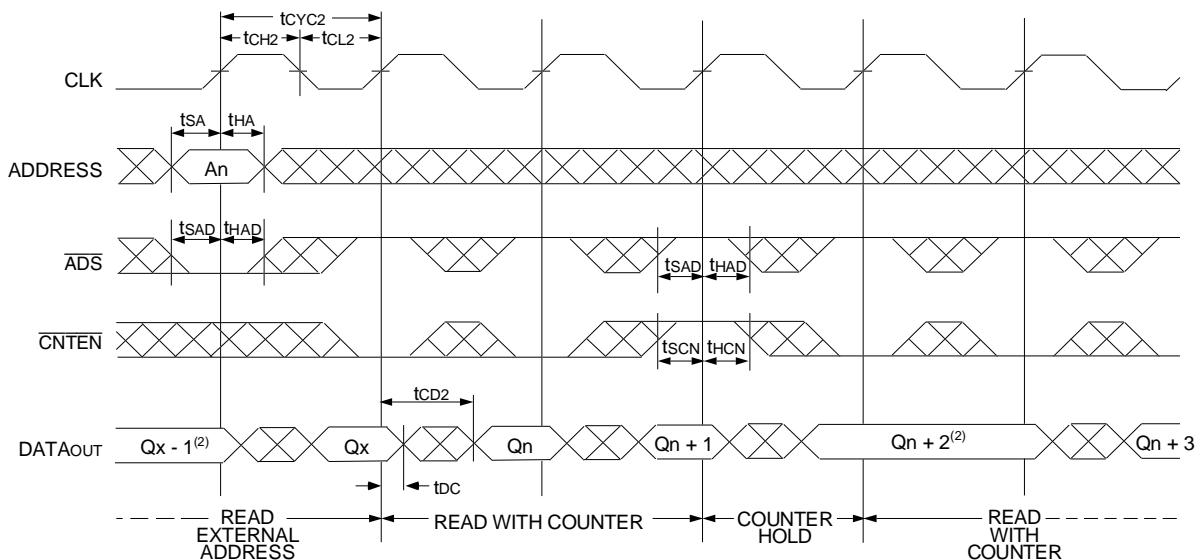 tCYC2
tCH2 tCL2
CLK
tSA tHA
ADDRESS An
tSAD tHAD
ADS
tSAD tHAD
CNTEN
tSCN tHCN
tCD2
DATAOUT Qx - 1(2) Qx Qn Qn + 1 Qn + 2(2) Qn + 3
tDC
READ EXTERNAL ADDRESS
READ WITH COUNTER
COUNTER HOLD
READ WITH COUNTER